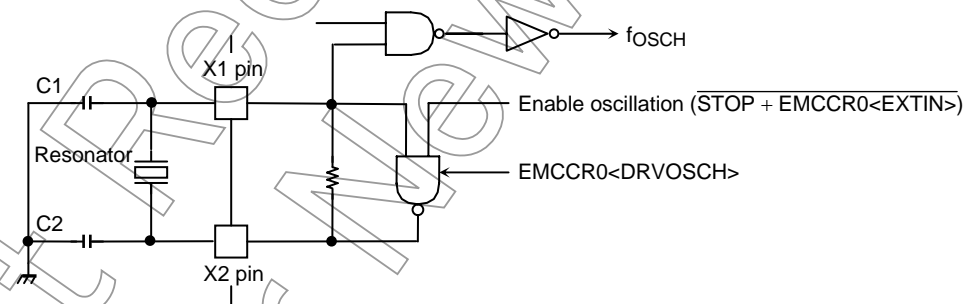 fOSCH
X1 pin
C1
Enable oscillation (STOP + EMCCR0<EXTIN>)
Resonator
EMCCR0<DRVOSCH>
C2
X2 pin